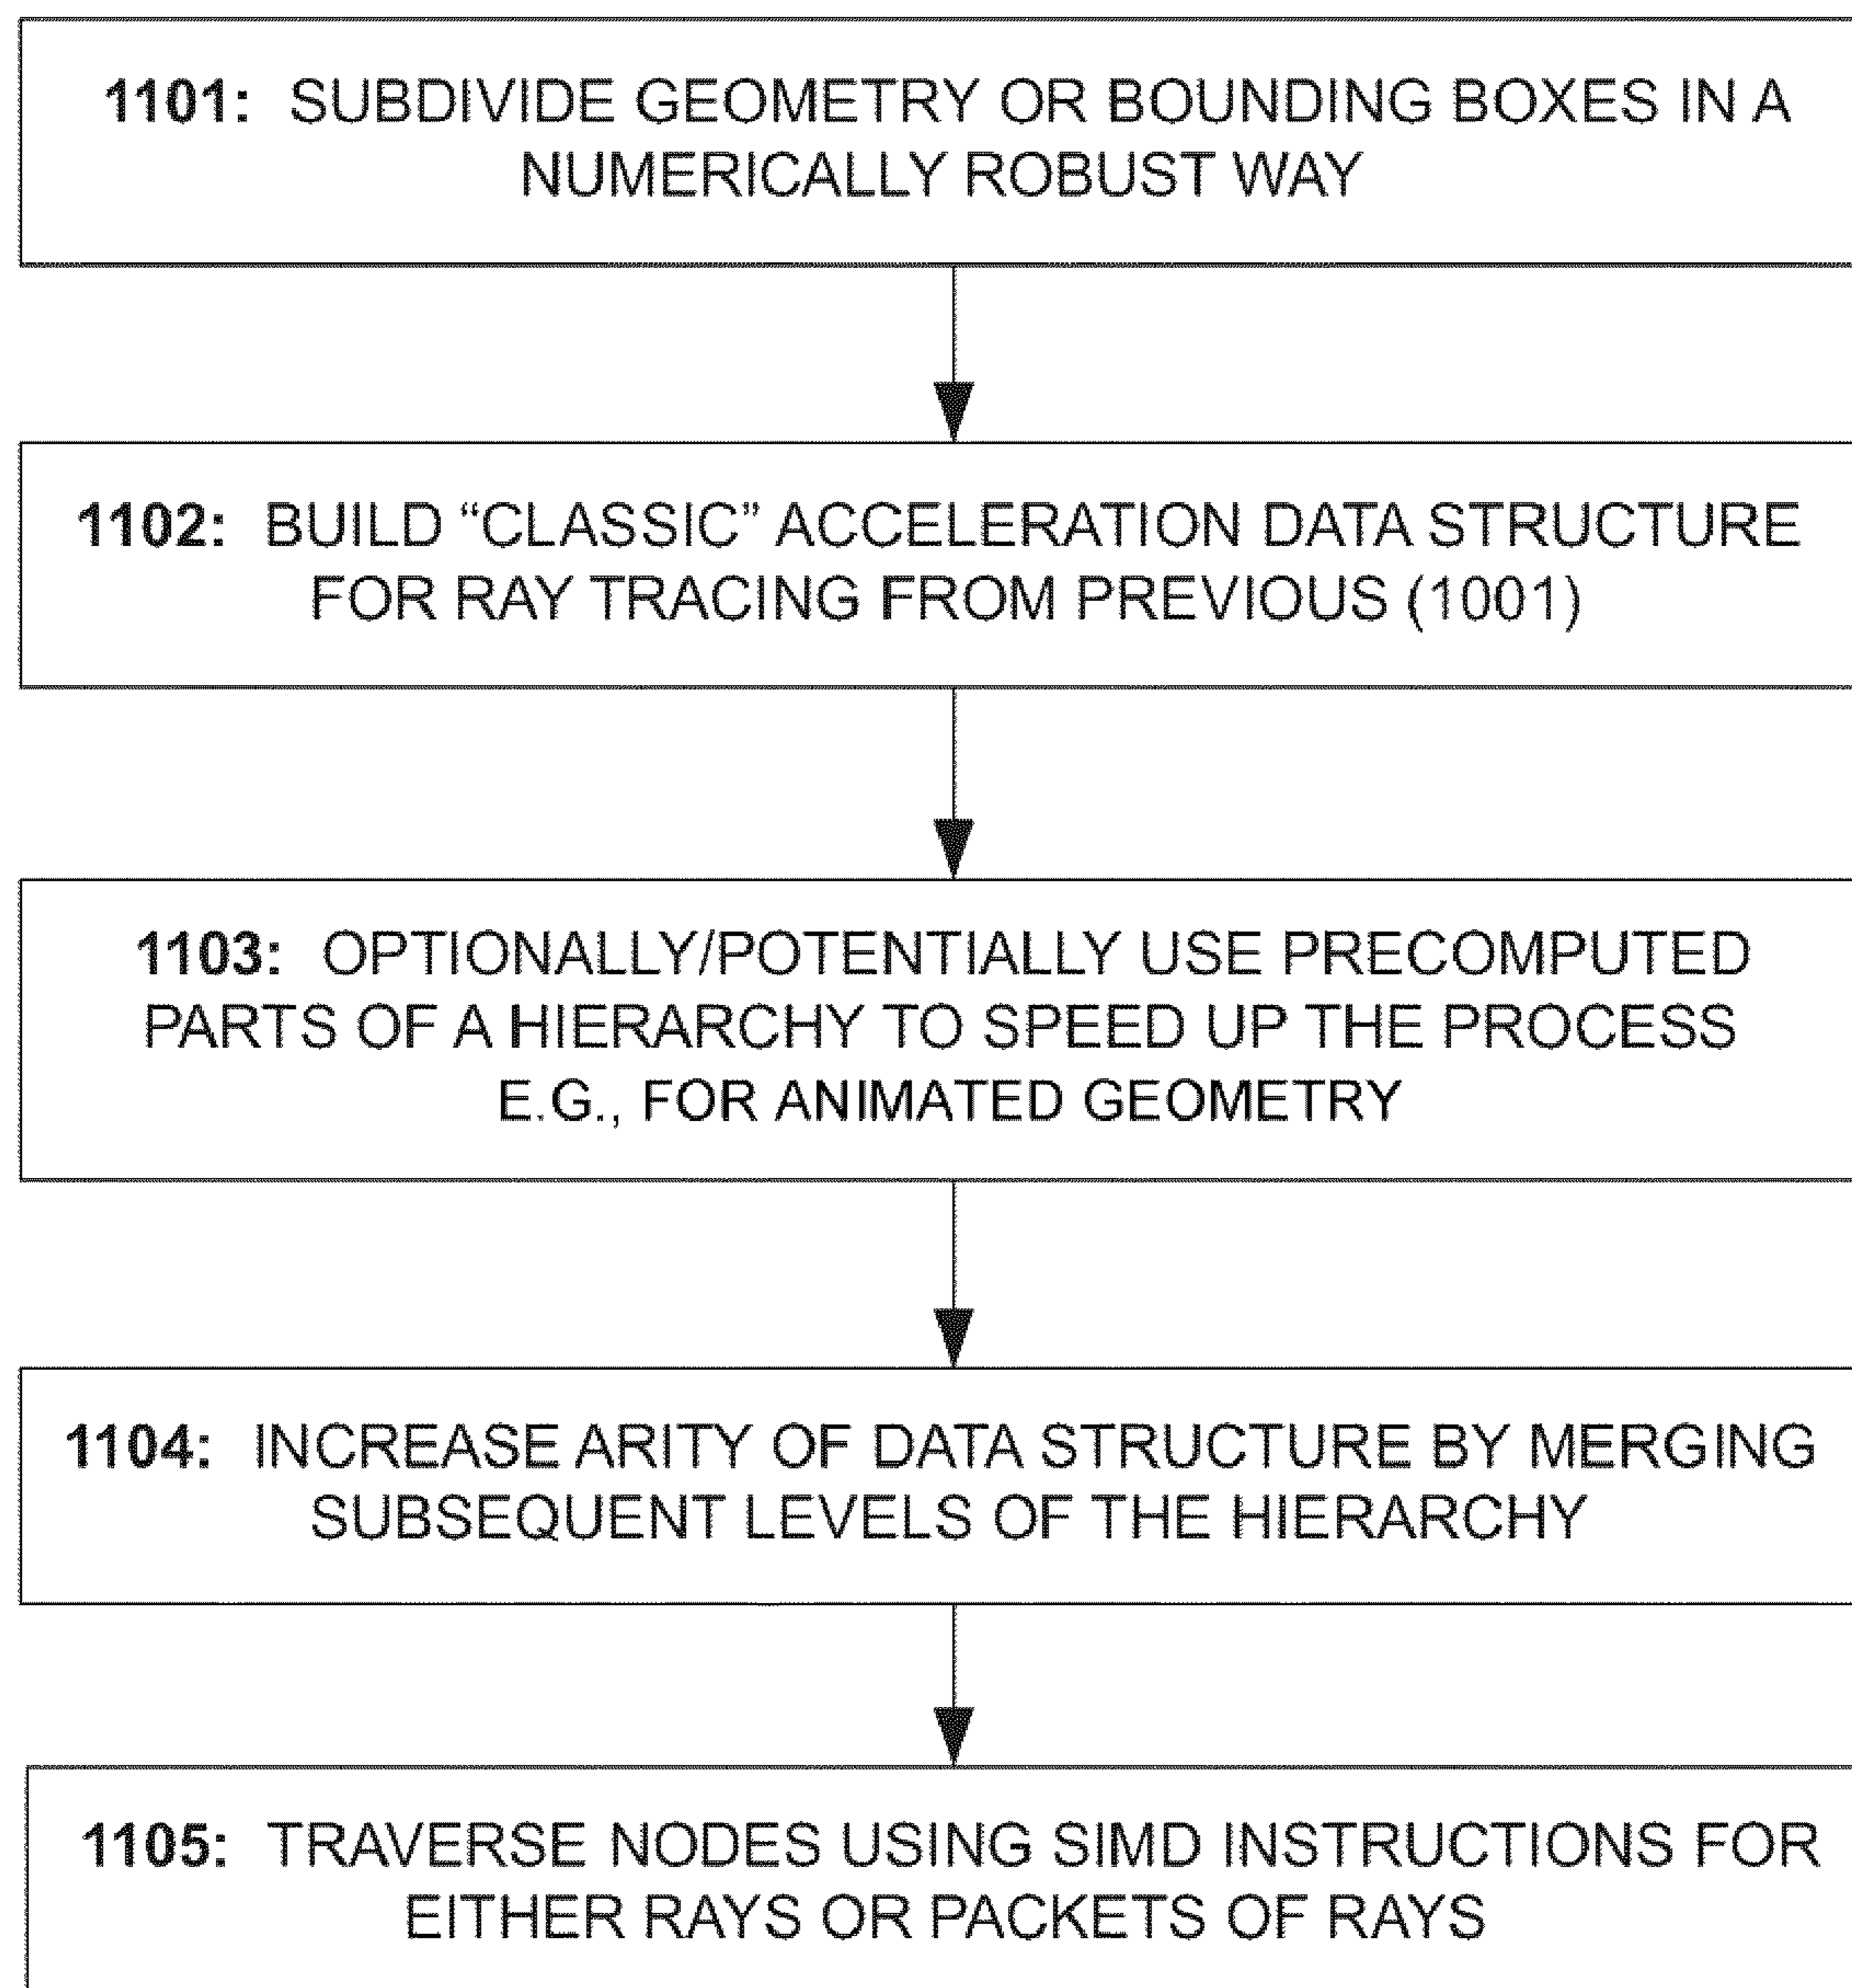 1101: SUBDIVIDE GEOMETRY OR BOUNDING BOXES IN A
NUMERICALLY ROBUST WAY
1102: BUILD “CLASSIC” ACCELERATION DATA STRUCTURE
FOR RAY TRACING FROM PREVIOUS (1001)
1103: OPTIONALLY/POTENTIALLY USE PRECOMPUTED
PARTS OF A HIERARCHY TO SPEED UP THE PROCESS
E.G., FOR ANIMATED GEOMETRY
1104: INCREASE ARITY OF DATA STRUCTURE BY MERGING
SUBSEQUENT LEVELS OF THE HIERARCHY
1105: TRAVERSE NODES USING SIMD INSTRUCTIONS FOR
EITHER RAYS OR PACKETS OF RAYS